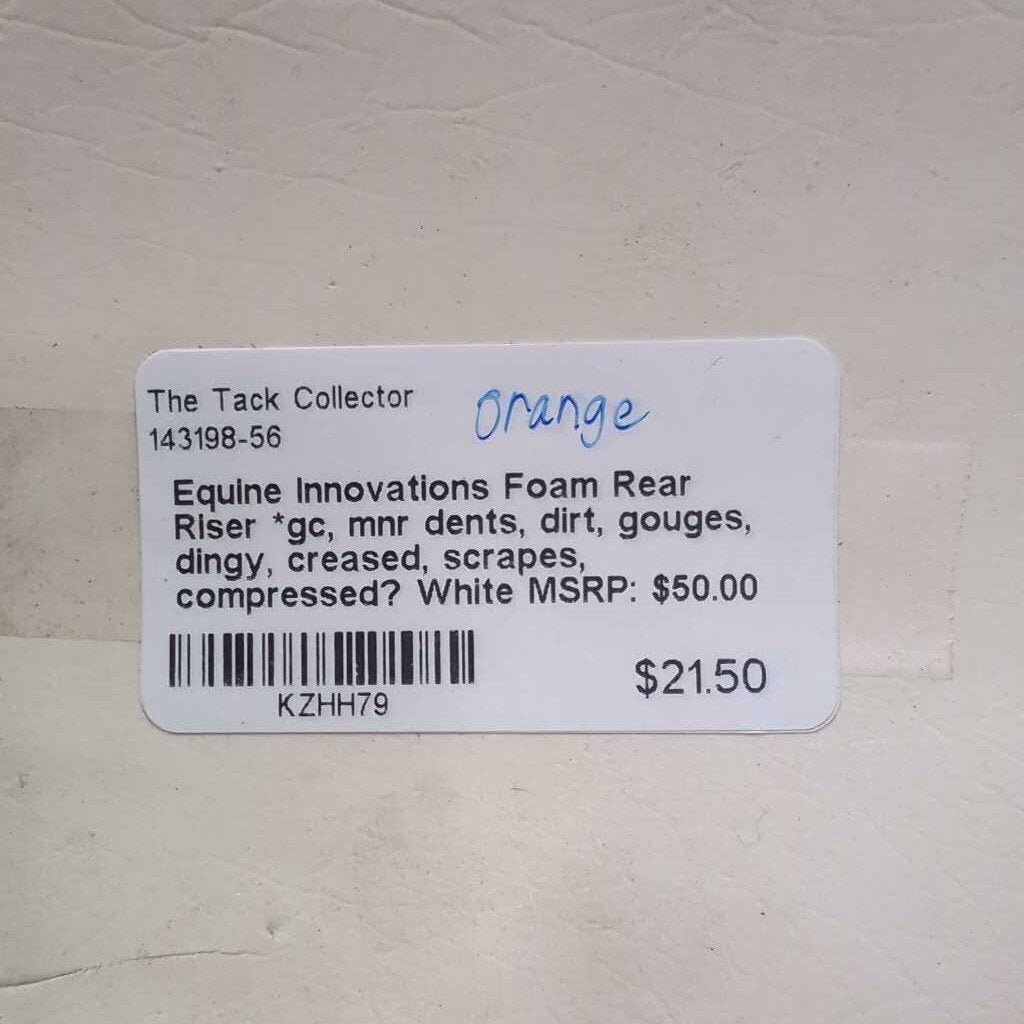 The Tack Collector
orange
143198-56
Equine Innovations Foam Rear
Riser *gc, mnr dents, dirt, gouges,
dingy, creased, scrapes,
compressed? White MSRP: $50.00
$21.50
KZHH79